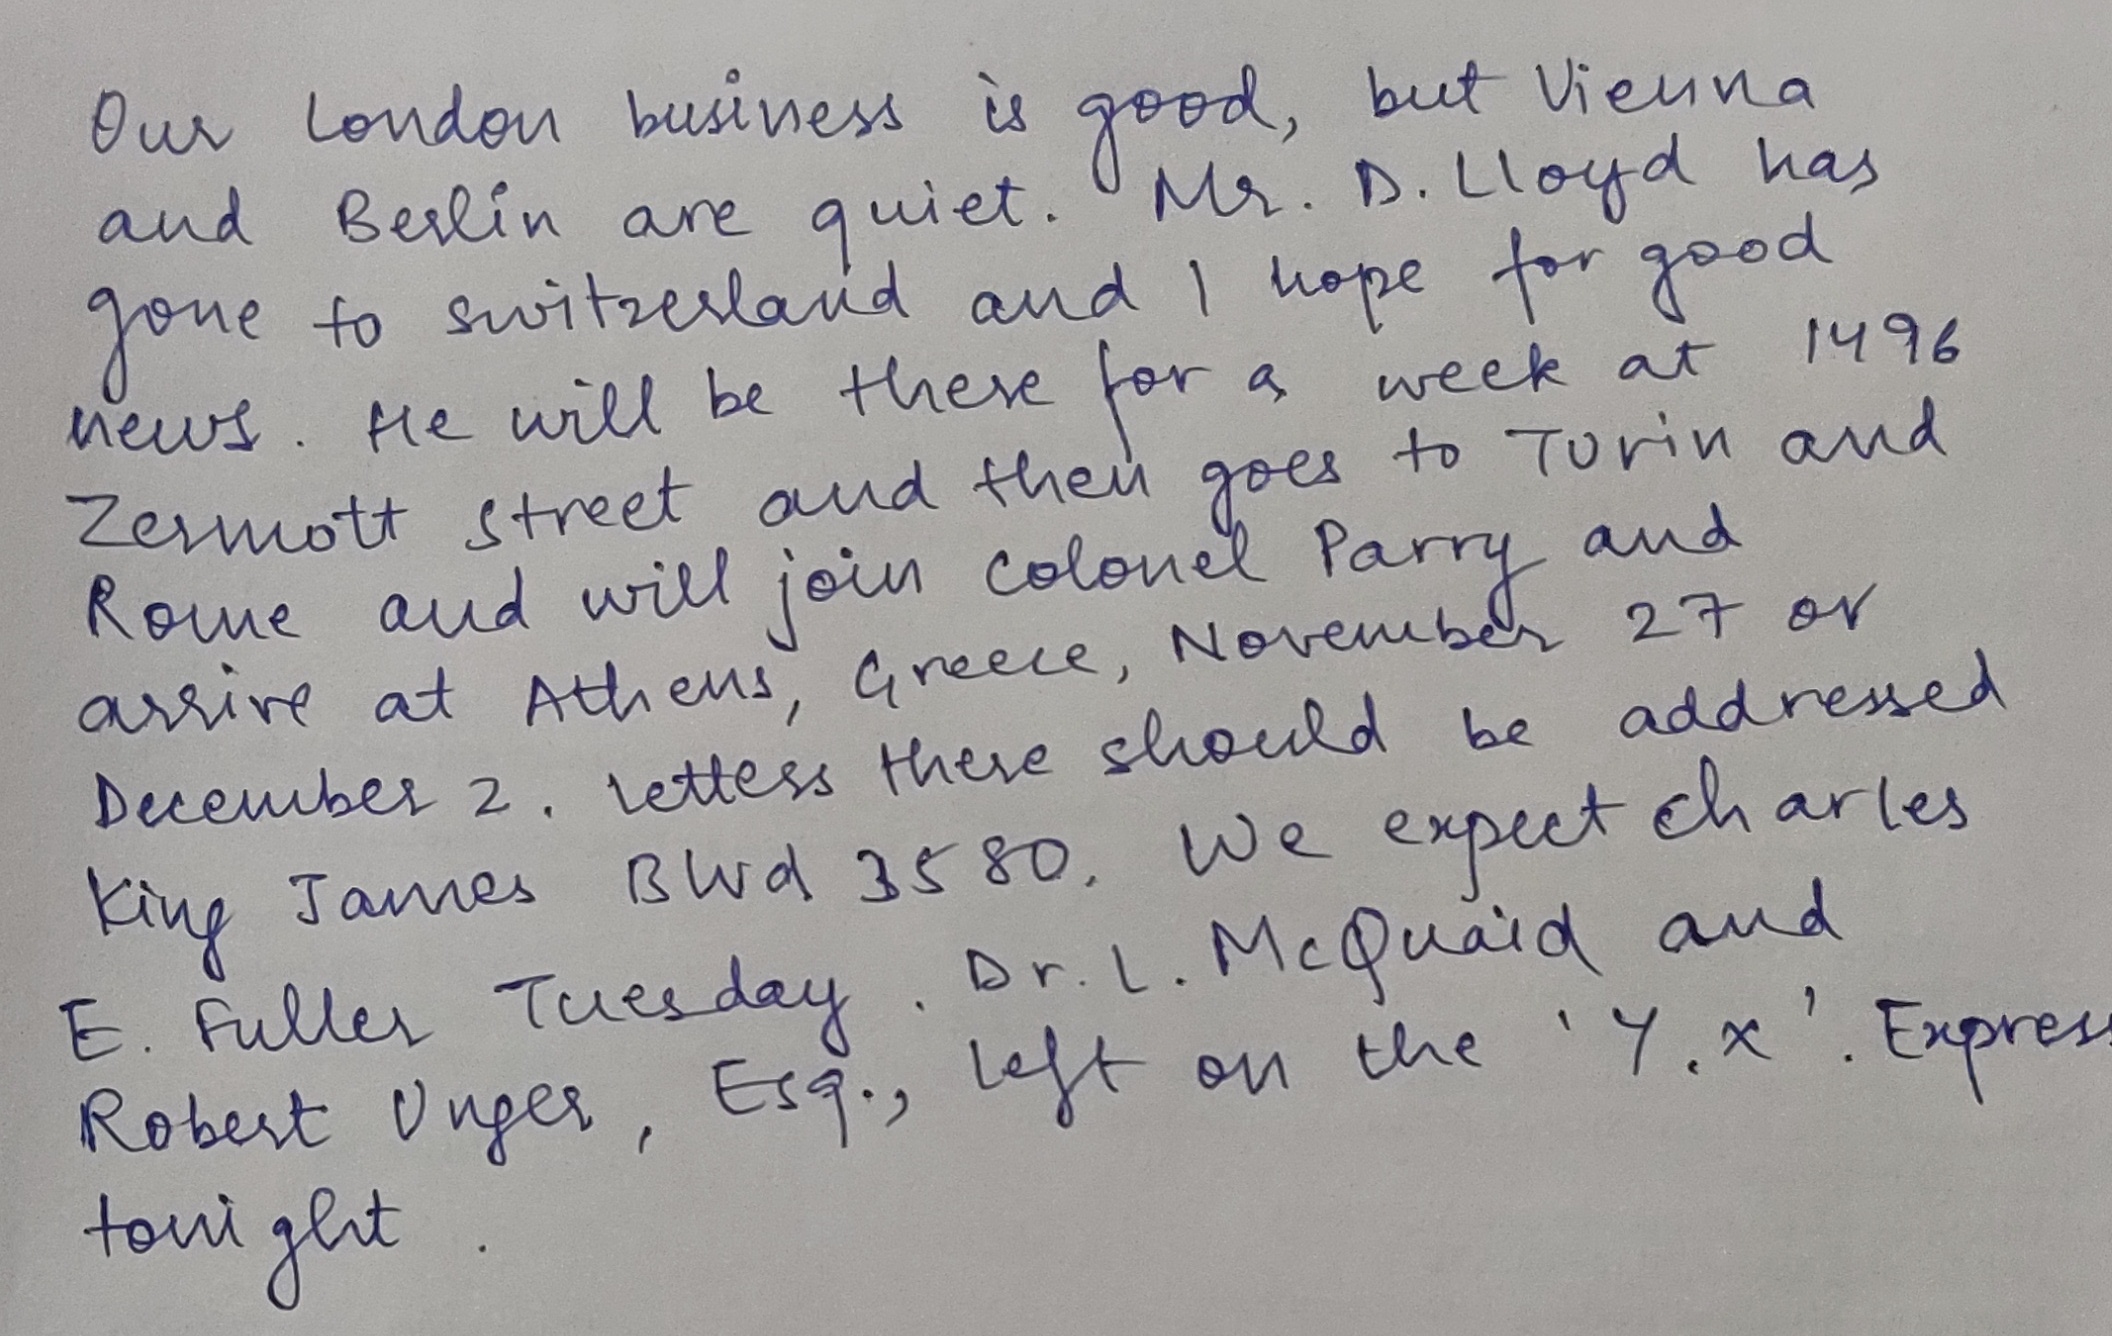 Our London business is good, but Vienna
and Berlin are quiet. Mr. D. Lloyd has
gone to switzerland and I hope for good
news. He will be there for a week at 1496
Zermott street and then goes to Turin and
Rome and will join colonel Parry and
arrive at Athens, Greece, November 27 or
December 2. Letters there should be addressed
King James Blvd 3580. We expect charles
E. Fuller Tuesday. Dr. L. McQuaid and
Robert Unger, Esq., left on the 'Y.x'. Express
tonight.